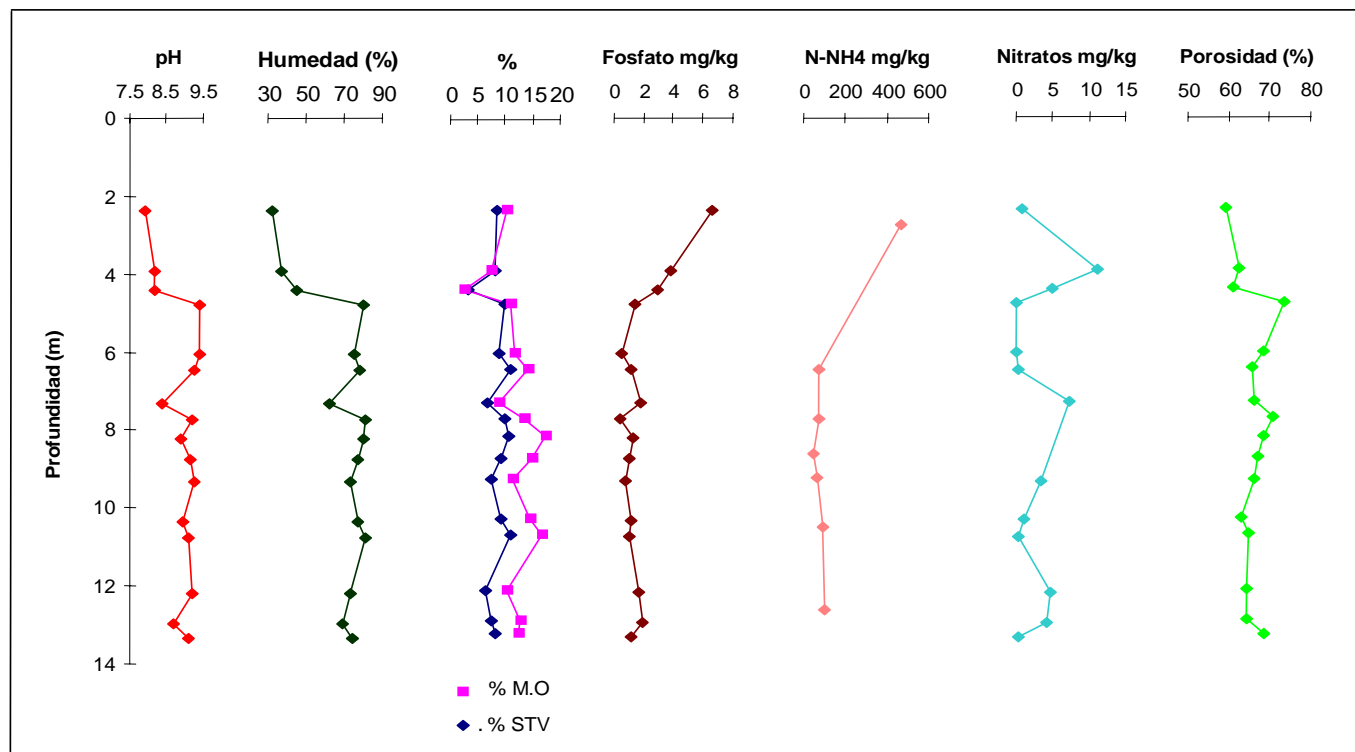 pH
Humedad (%)
%
Fosfato mg/kg
N-NH4 mg/kg
Nitratos mg/kg
Porosidad (%)
7.5 8.5 9.5
30 50 70 90
0 5 10 15 20
0 2 4 6 8
0 200 400 600
0 5 10 15
50 60 70 80
0
2
4
6
8
10
12
14
Profundidad (m)
% M.O
. % STV